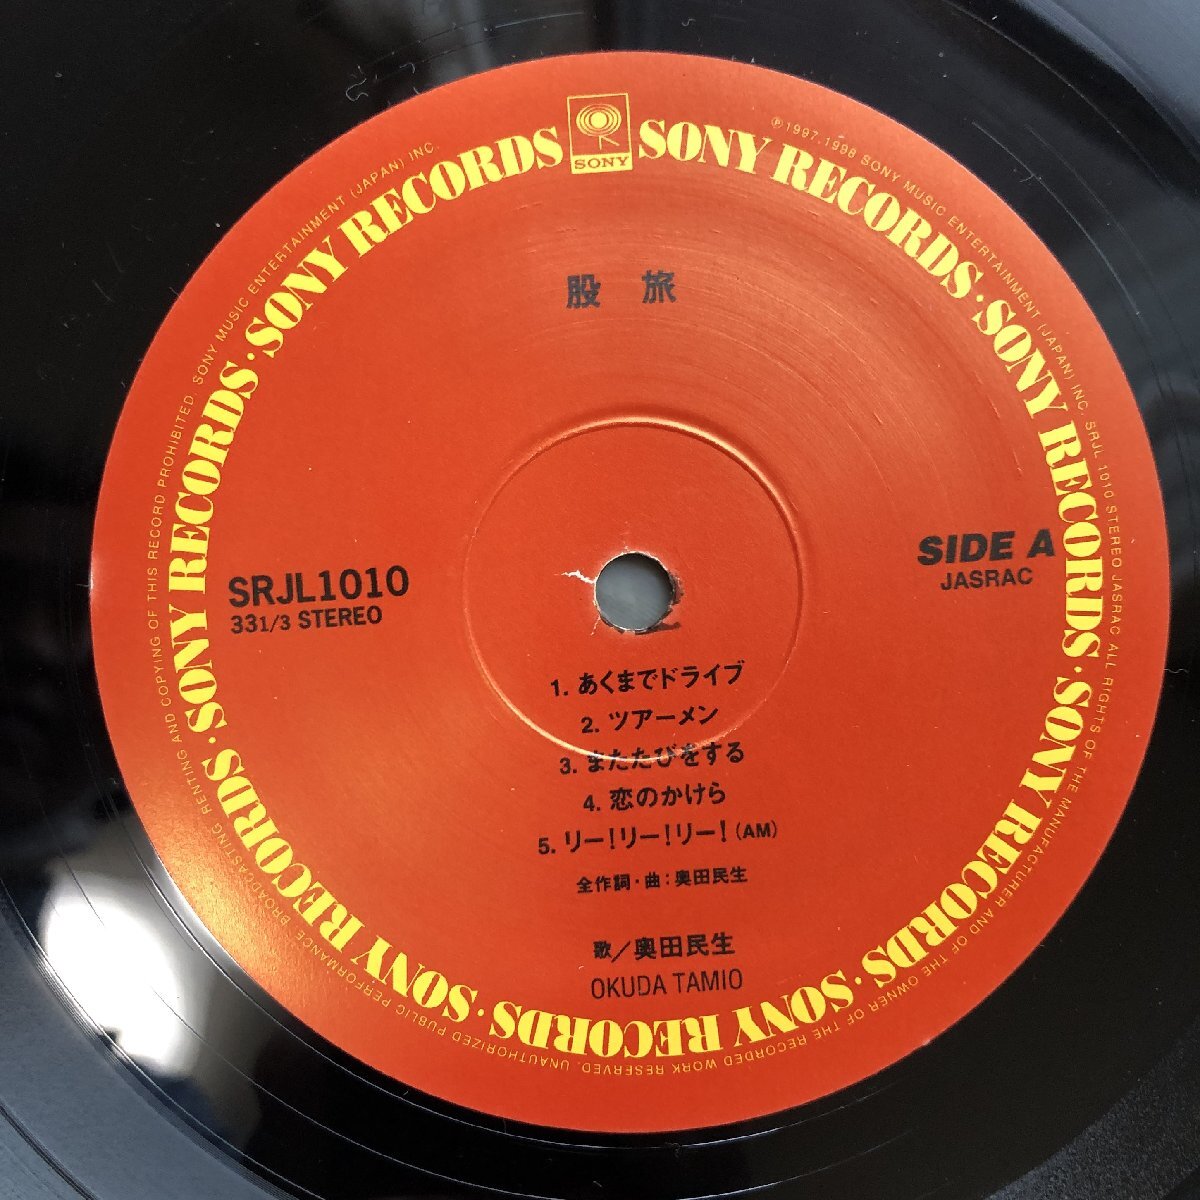 SONY RECORDS · SONY RECORDS · SONY RECORDS · SONY RECORDS · SONY RECORDS · SONY RECORDS · SONY RECORDS · SONY RECORDS
SONY
℗1997.1998 SONY MUSIC ENTERTAINMENT (JAPAN) INC. SRJL 1010 STEREO JASRAC ALL RIGHTS OF THE MANUFACTURER AND OF THE OWNER OF THE RECORDED WORK RESERVED. UNAUTHORIZED PUBLIC PERFORMANCE. BROADCASTING. RENTING AND COPYING OF THIS RECORD PROHIBITED. SONY MUSIC ENTERTAINMENT (JAPAN) INC.
股 旅
SIDE A
JASRAC
SRJL1010
331/3 STEREO
1. あくまでドライブ
2. ツアーメン
3. またたびをする
4. 恋のかけら
5. リー!リー!リー!(AM)
全作詞・曲:奥田民生
歌／奥田民生
OKUDA TAMIO